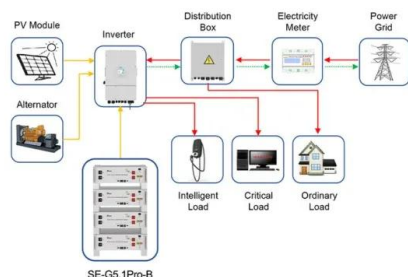 PV Module
Inverter
Distribution
Box
Electricity
Meter
Power
Grid
Alternator
Intelligent
Load
Critical
Load
Ordinary
Load
SE-G5.1Pro-B